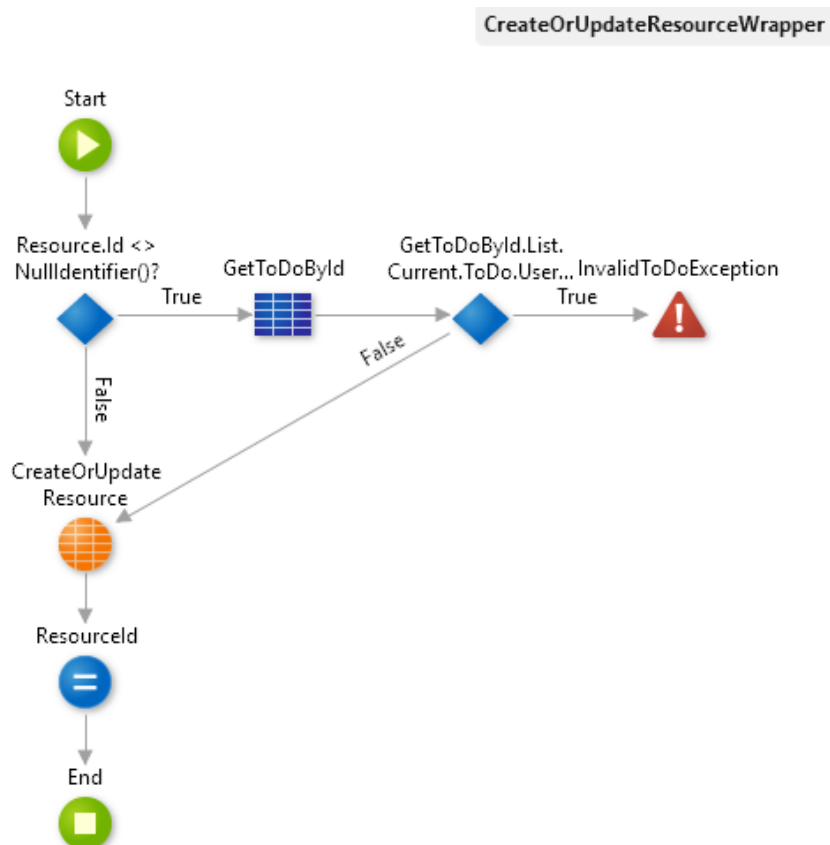 CreateOrUpdateResourceWrapper
Start
Resource.Id <>
NullIdentifier()?
GetToDoById
GetToDoById.List.
Current.ToDo.User...
InvalidToDoException
True
True
False
False
CreateOrUpdate
Resource
ResourceId
End